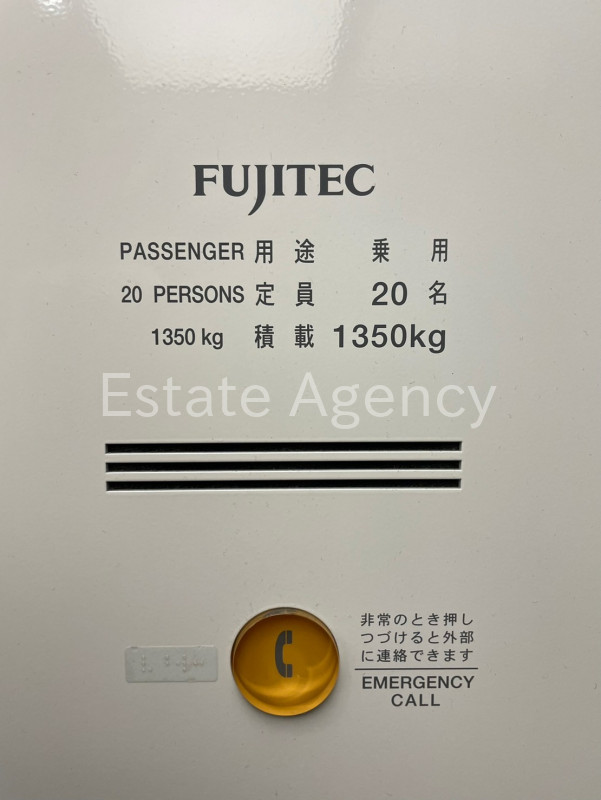 FUJITEC
PASSENGER 用途 乗用
20 PERSONS 定員 20 名
1350 kg 積載 1350kg
Estate Agency
非常のとき押し
つづけると外部
に連絡できます
EMERGENCY
CALL